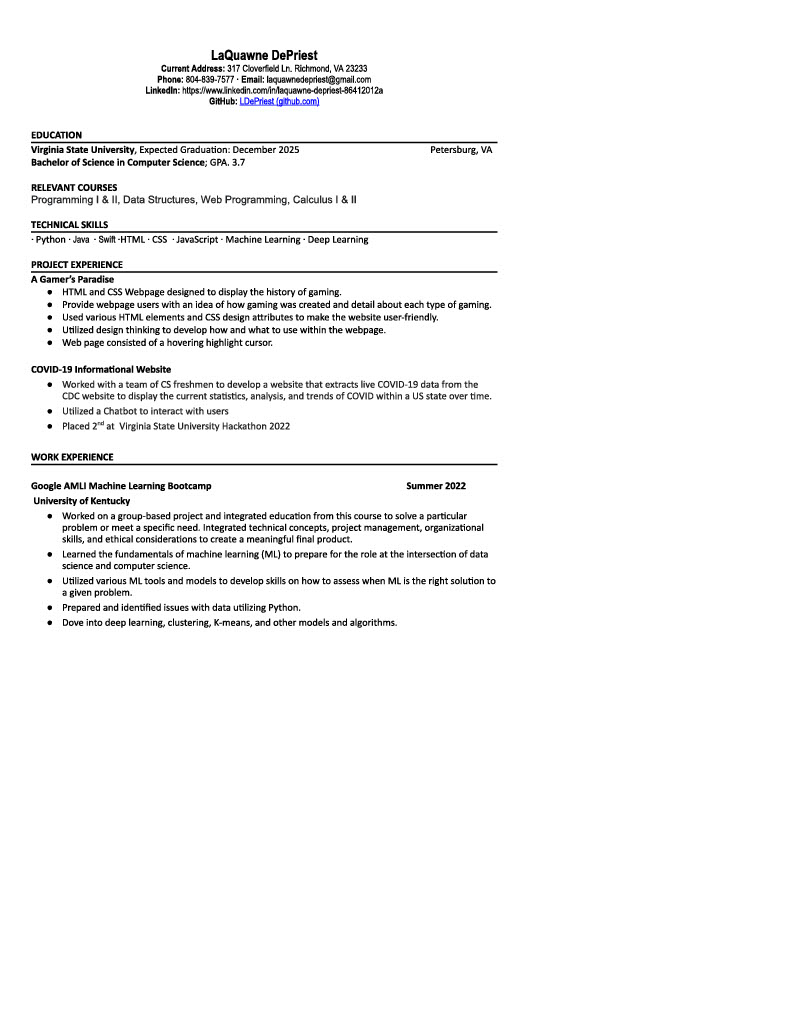 LaQuawne DePriest
Current Address: 317 Cloverfield Ln. Richmond, VA 23233
Phone: 804-839-7577 · Email: laquawnedepriest@gmail.com
LinkedIn: https://www.linkedin.com/in/laquawne-depriest-86412012a
GitHub: LDePriest (github.com)
EDUCATION
Virginia State University, Expected Graduation: December 2025 Petersburg, VA
Bachelor of Science in Computer Science; GPA. 3.7
RELEVANT COURSES
Programming I & II, Data Structures, Web Programming, Calculus I & II
TECHNICAL SKILLS
· Python · Java · Swift ·HTML · CSS · JavaScript · Machine Learning · Deep Learning
PROJECT EXPERIENCE
A Gamer's Paradise
● HTML and CSS Webpage designed to display the history of gaming.
● Provide webpage users with an idea of how gaming was created and detail about each type of gaming.
● Used various HTML elements and CSS design attributes to make the website user-friendly.
● Utilized design thinking to develop how and what to use within the webpage.
● Web page consisted of a hovering highlight cursor.
COVID-19 Informational Website
● Worked with a team of CS freshmen to develop a website that extracts live COVID-19 data from the
CDC website to display the current statistics, analysis, and trends of COVID within a US state over time.
● Utilized a Chatbot to interact with users
● Placed 2nd at Virginia State University Hackathon 2022
WORK EXPERIENCE
Google AMLI Machine Learning Bootcamp Summer 2022
University of Kentucky
● Worked on a group-based project and integrated education from this course to solve a particular
problem or meet a specific need. Integrated technical concepts, project management, organizational
skills, and ethical considerations to create a meaningful final product.
● Learned the fundamentals of machine learning (ML) to prepare for the role at the intersection of data
science and computer science.
● Utilized various ML tools and models to develop skills on how to assess when ML is the right solution to
a given problem.
● Prepared and identified issues with data utilizing Python.
● Dove into deep learning, clustering, K-means, and other models and algorithms.